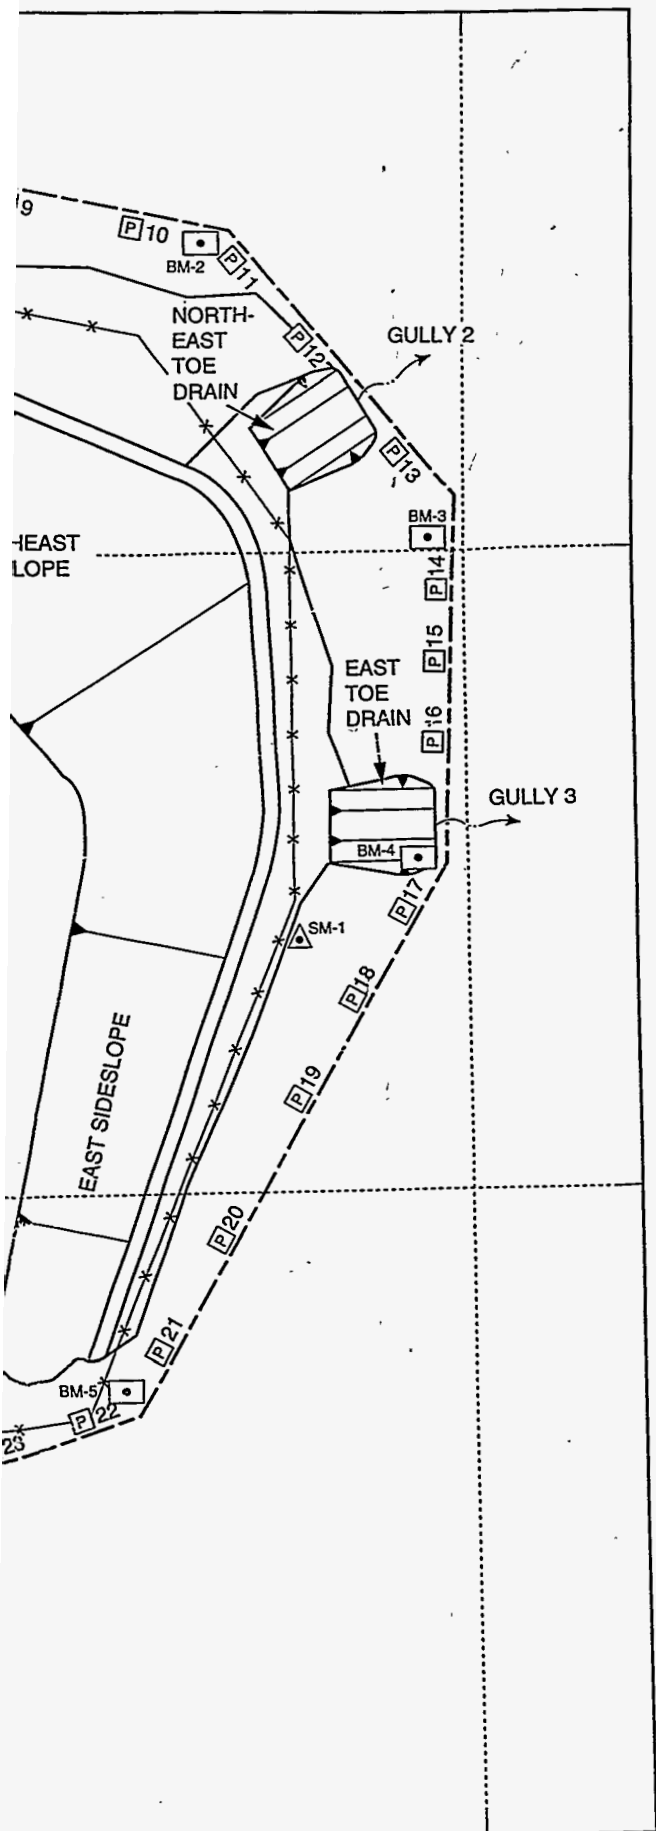 9
P 10
BM-2
P 11
NORTH-
EAST
TOE
DRAIN
P 12
GULLY 2
P 13
BM-3
HEAST
LOPE
P 14
P 15
EAST
TOE
DRAIN
P 16
GULLY 3
BM-4
P 17
SM-1
P 18
P 19
EAST SIDESLOPE
P 20
P 21
BM-5
P 22
23